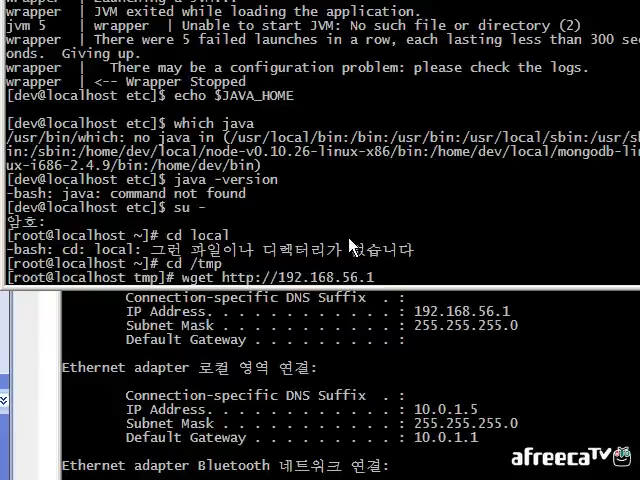 wrapper  | Launching a JVM...
wrapper  | JVM exited while loading the application.
jvm 5    | wrapper  | Unable to start JVM: No such file or directory (2)
wrapper  | There were 5 failed launches in a row, each lasting less than 300 sec
onds.  Giving up.
wrapper  |   There may be a configuration problem: please check the logs.
wrapper  | <-- Wrapper Stopped
[dev@localhost etc]$ echo $JAVA_HOME
[dev@localhost etc]$ which java
/usr/bin/which: no java in (/usr/local/bin:/bin:/usr/bin:/usr/local/sbin:/usr/sb
in:/sbin:/home/dev/local/node-v0.10.26-linux-x86/bin:/home/dev/local/mongodb-lin
ux-i686-2.4.9/bin:/home/dev/bin)
[dev@localhost etc]$ java -version
-bash: java: command not found
[dev@localhost etc]$ su -
암호:
[root@localhost ~]# cd local
-bash: cd: local: 그런 파일이나 디렉터리가 없습니다
[root@localhost ~]# cd /tmp
[root@localhost tmp]# wget http://192.168.56.1
Connection-specific DNS Suffix  . :
IP Address. . . . . . . . . . . . : 192.168.56.1
Subnet Mask . . . . . . . . . . . : 255.255.255.0
Default Gateway . . . . . . . . . :
Ethernet adapter 로컬 영역 연결:
Connection-specific DNS Suffix  . :
IP Address. . . . . . . . . . . . : 10.0.1.5
Subnet Mask . . . . . . . . . . . : 255.255.255.0
Default Gateway . . . . . . . . . : 10.0.1.1
Ethernet adapter Bluetooth 네트워크 연결:
afreecaTV